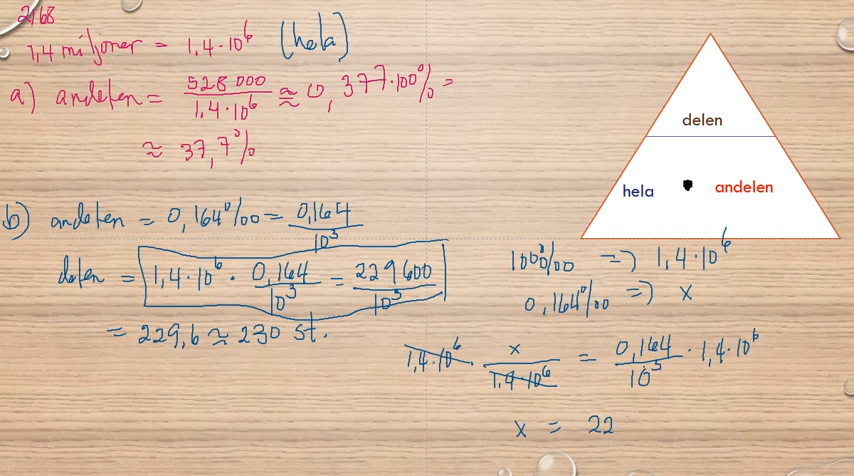 2168
1,4 miljoner = 1,4·10⁶ (hela)
a) andelen = 528 000 / 1,4·10⁶ ≈ 0,377·100% =
≈ 37,7%
b) andelen = 0,164‰ = 0,164 / 10³
delen = 1,4·10⁶ · 0,164 / 10³ = 229600 / 10³
= 229,6 ≈ 230 st.
delen
hela · andelen
1000‰ => 1,4·10⁶
0,164‰ => x
1,4·10⁶ · x / 1,4·10⁶ = 0,164 / 10³ · 1,4·10⁶
x = 22